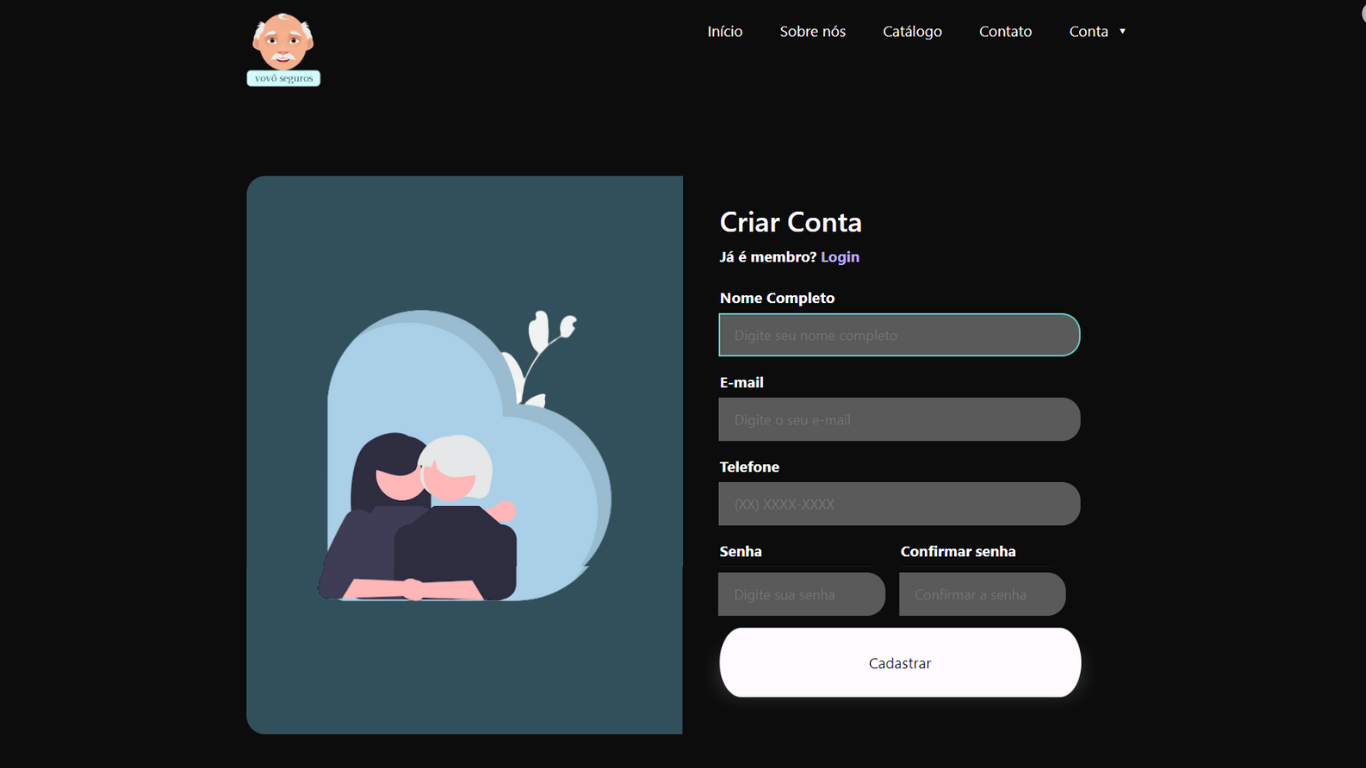 vovô seguros
Início
Sobre nós
Catálogo
Contato
Conta ▼
Criar Conta
Já é membro? Login
Nome Completo
Digite seu nome completo
E-mail
Digite o seu e-mail
Telefone
(XX) XXXX-XXXX
Senha
Confirmar senha
Digite sua senha
Confirmar a senha
Cadastrar